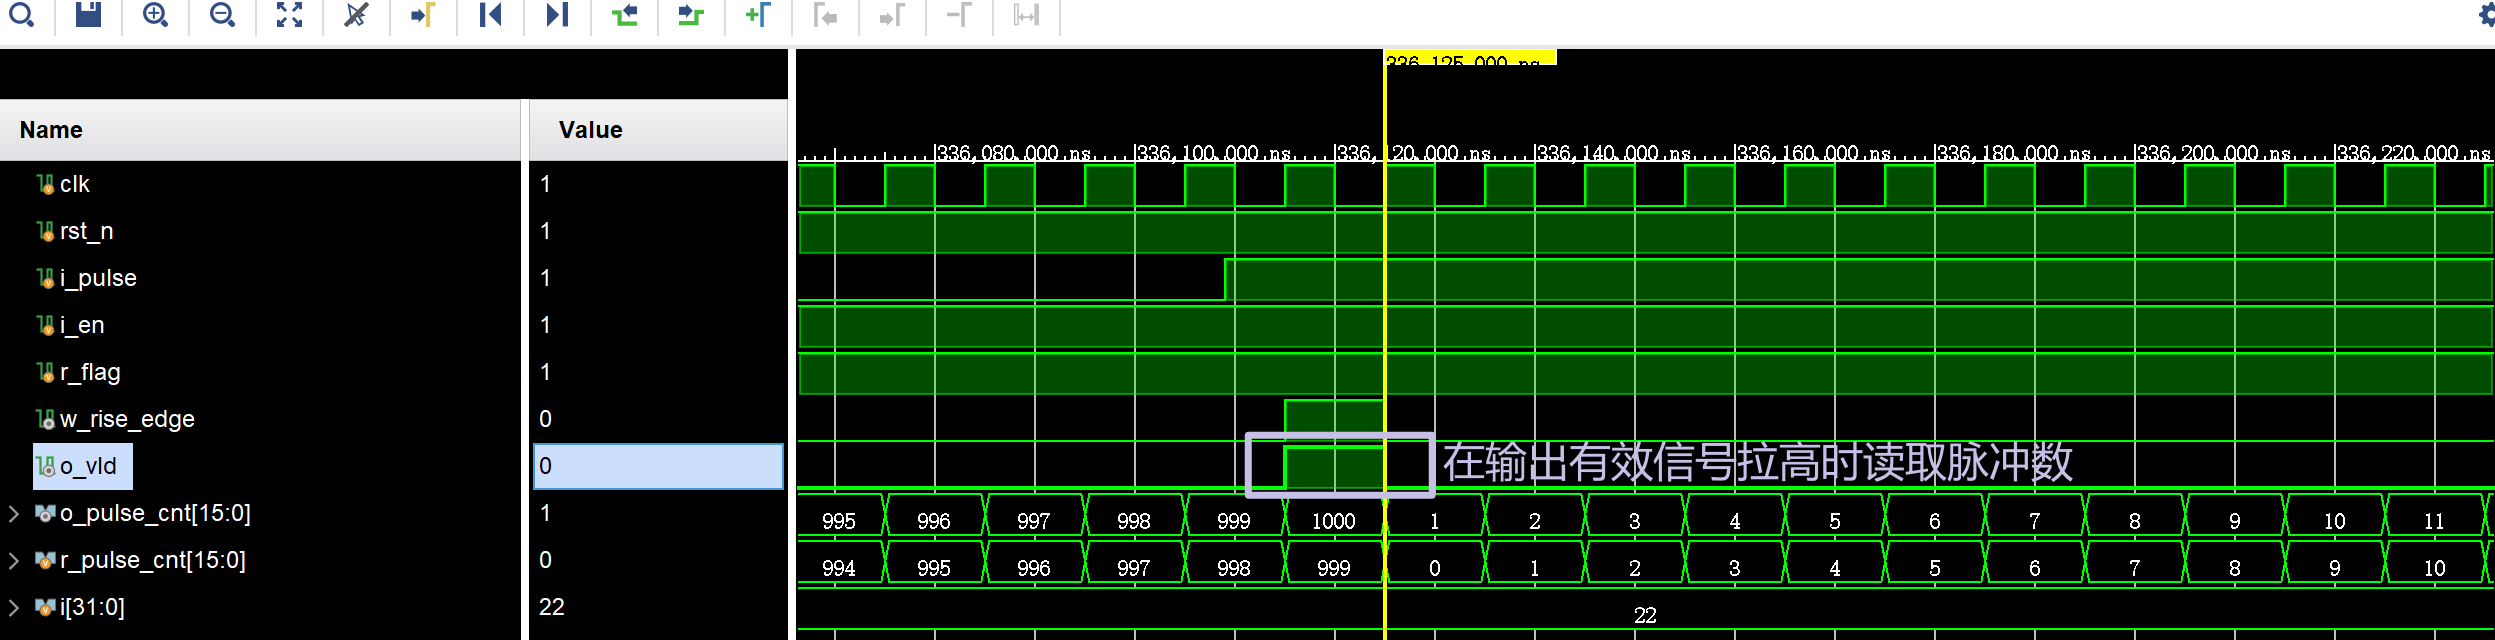 336,125.000 ns
Name Value
336,080.000 ns 336,100.000 ns 336,120.000 ns 336,140.000 ns 336,160.000 ns 336,180.000 ns 336,200.000 ns 336,220.000 ns
clk 1
rst_n 1
i_pulse 1
i_en 1
r_flag 1
w_rise_edge 0
o_vld 0 在输出有效信号拉高时读取脉冲数
o_pulse_cnt[15:0] 1 995 996 997 998 999 1000 1 2 3 4 5 6 7 8 9 10 11
r_pulse_cnt[15:0] 0 994 995 996 997 998 999 0 1 2 3 4 5 6 7 8 9 10
i[31:0] 22 22